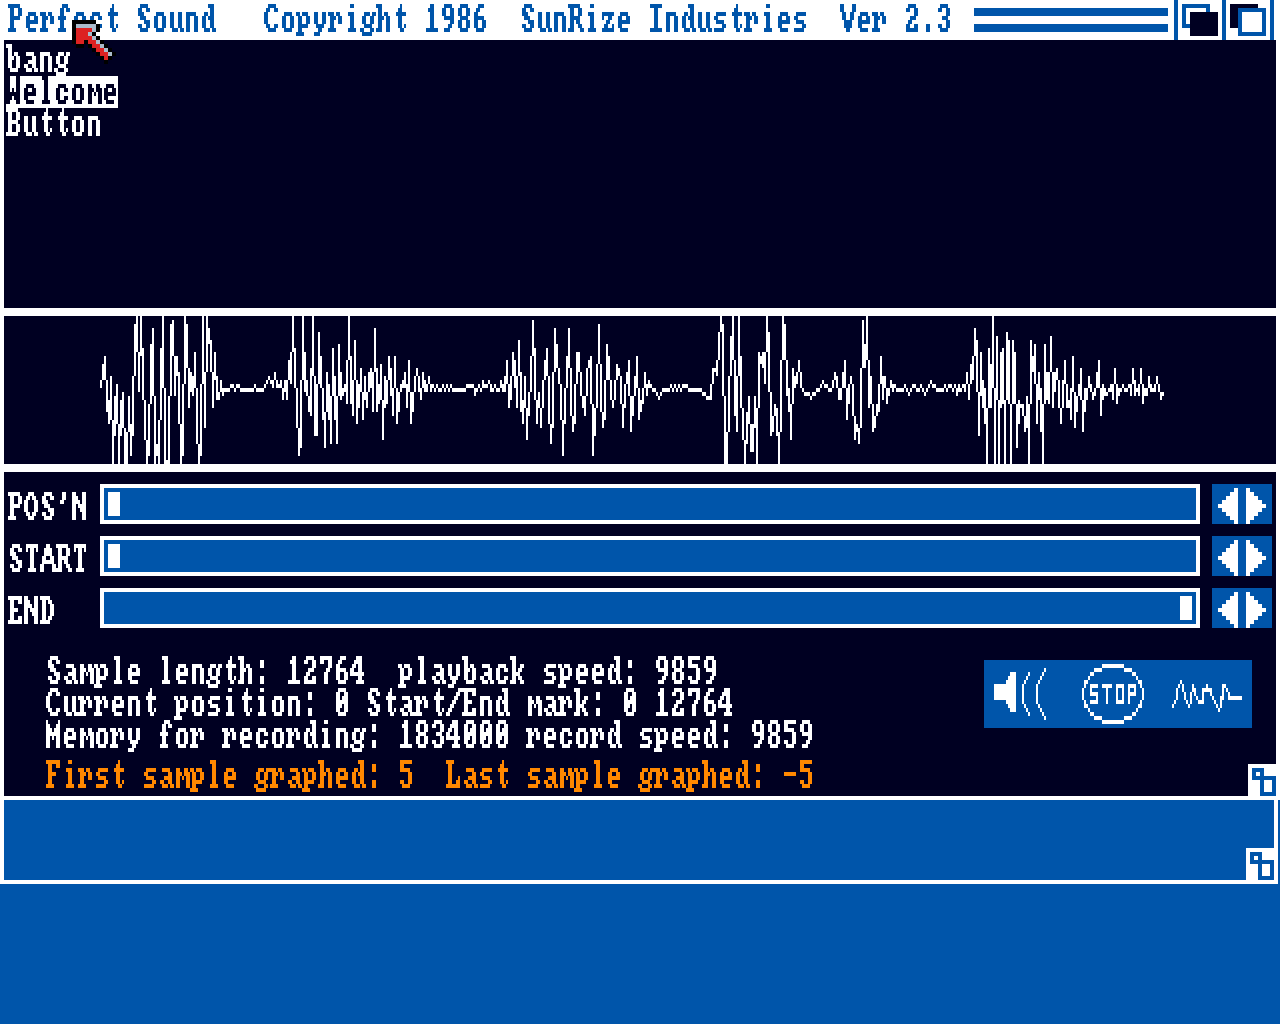 Perfect Sound Copyright 1986 SunRize Industries Ver 2.3
bang
Welcome
Button
POS'N
START
END
Sample length: 12764 playback speed: 9859
Current position: 0 Start/End mark: 0 12764
Memory for recording: 1834000 record speed: 9859
First sample graphed: 5 Last sample graphed: -5
STOP